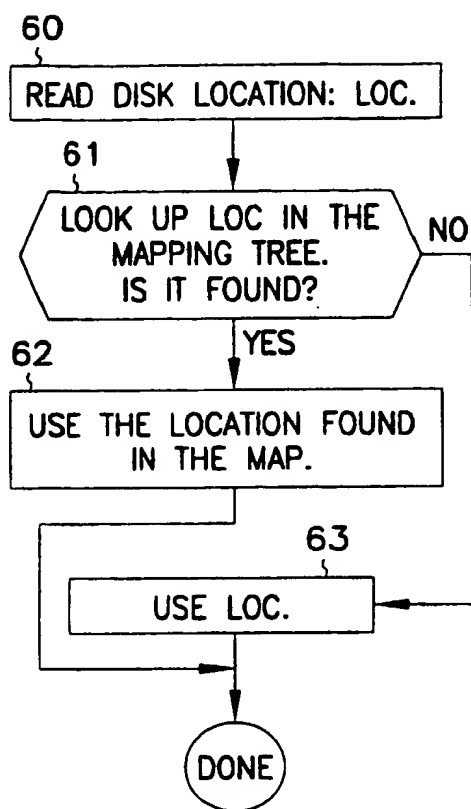 60
READ DISK LOCATION: LOC.
61
LOOK UP LOC IN THE
MAPPING TREE.
IS IT FOUND?
NO
YES
62
USE THE LOCATION FOUND
IN THE MAP.
63
USE LOC.
DONE